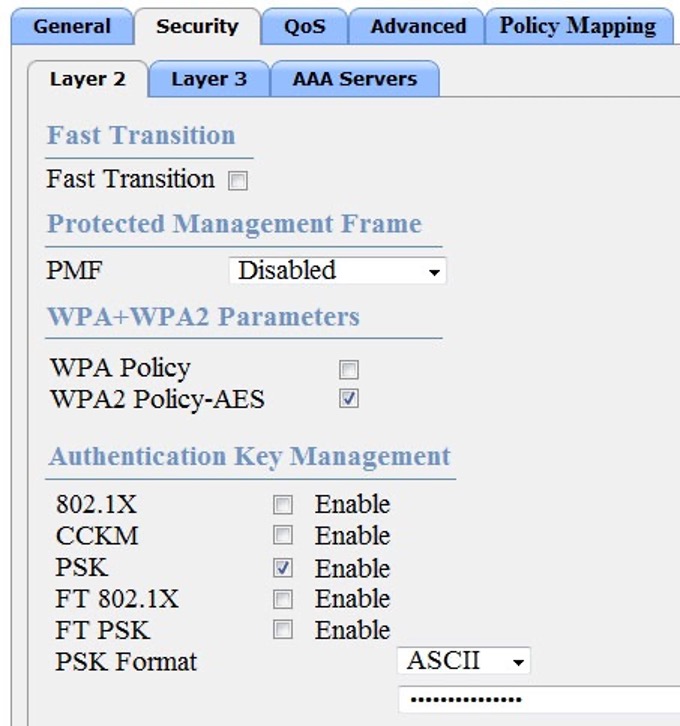 General Security QoS Advanced Policy Mapping
Layer 2 Layer 3 AAA Servers
Fast Transition
Fast Transition
Protected Management Frame
PMF Disabled
WPA+WPA2 Parameters
WPA Policy
WPA2 Policy-AES
Authentication Key Management
802.1X Enable
CCKM Enable
PSK Enable
FT 802.1X Enable
FT PSK Enable
PSK Format ASCII
•••••••••••••••